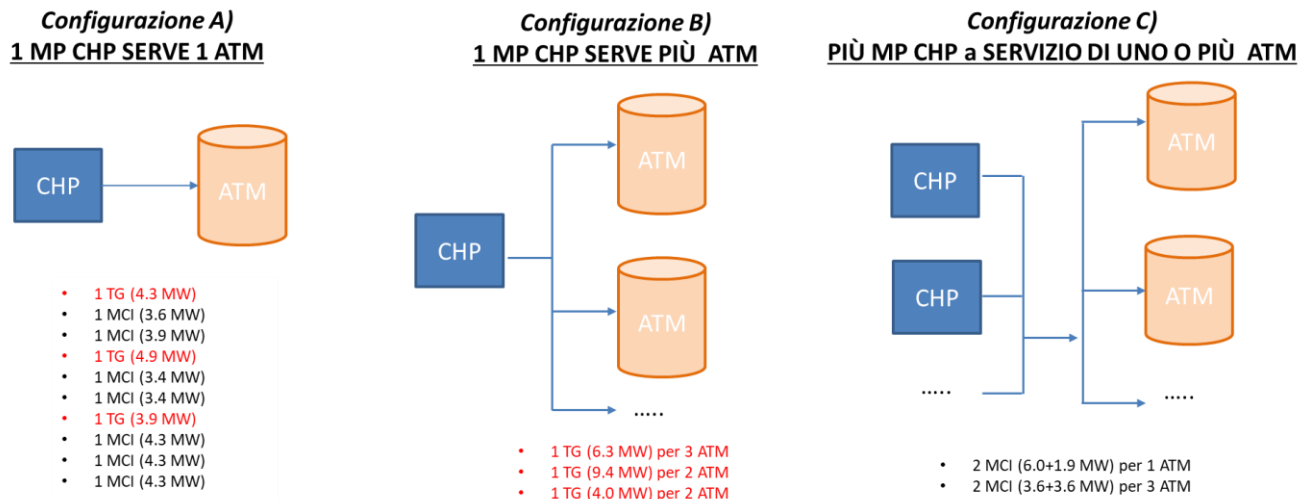 Configurazione A)
1 MP CHP SERVE 1 ATM
CHP
ATM
• 1 TG (4.3 MW)
• 1 MCI (3.6 MW)
• 1 MCI (3.9 MW)
• 1 TG (4.9 MW)
• 1 MCI (3.4 MW)
• 1 MCI (3.4 MW)
• 1 TG (3.9 MW)
• 1 MCI (4.3 MW)
• 1 MCI (4.3 MW)
• 1 MCI (4.3 MW)
Configurazione B)
1 MP CHP SERVE PIÙ ATM
ATM
CHP
ATM
.....
• 1 TG (6.3 MW) per 3 ATM
• 1 TG (9.4 MW) per 2 ATM
• 1 TG (4.0 MW) per 2 ATM
Configurazione C)
PIÙ MP CHP a SERVIZIO DI UNO O PIÙ ATM
ATM
CHP
CHP
ATM
.....
.....
• 2 MCI (6.0+1.9 MW) per 1 ATM
• 2 MCI (3.6+3.6 MW) per 3 ATM